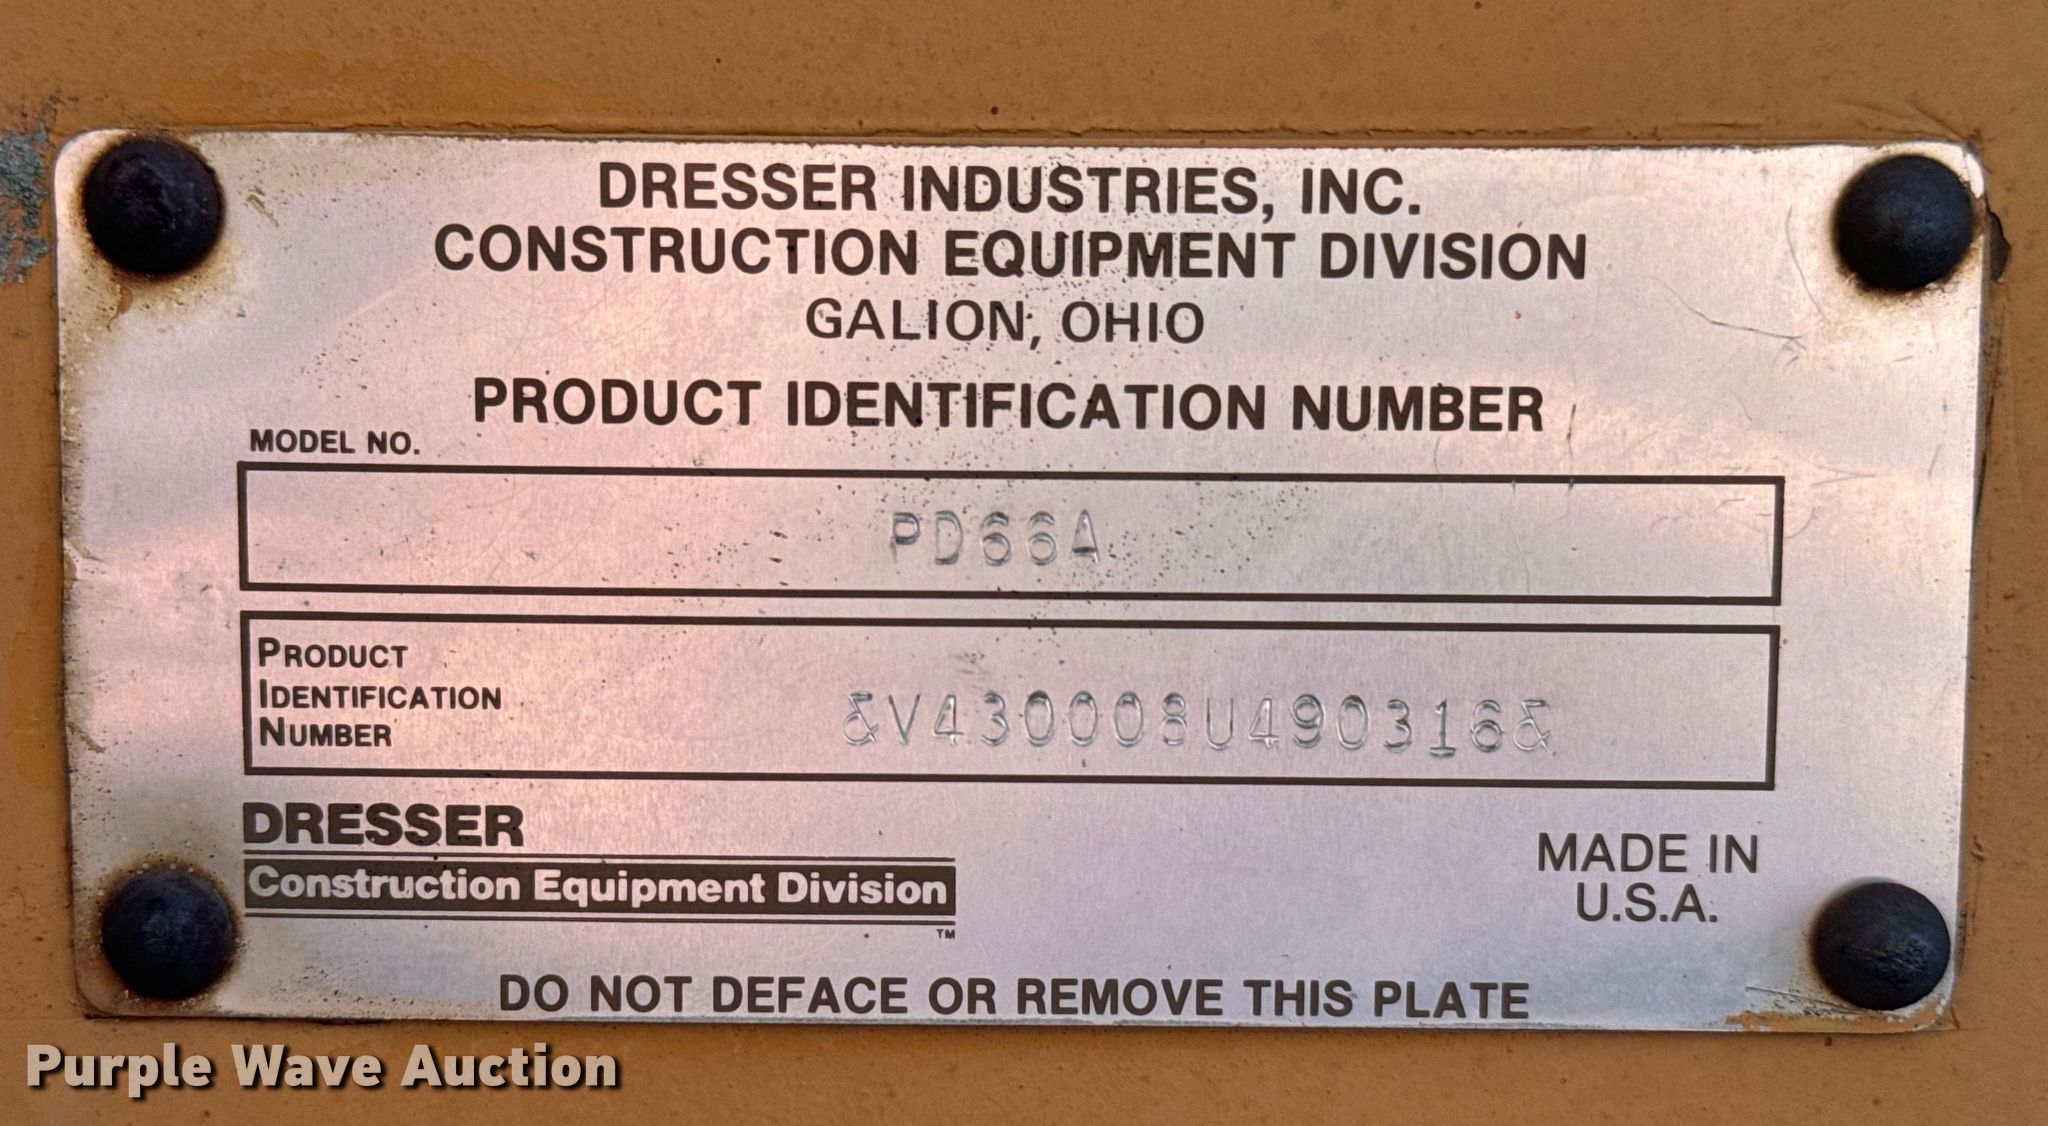 DRESSER INDUSTRIES, INC.
CONSTRUCTION EQUIPMENT DIVISION
GALION, OHIO
PRODUCT IDENTIFICATION NUMBER
MODEL NO.
PD66A
PRODUCT
IDENTIFICATION
NUMBER
&V430008U490316&
DRESSER
Construction Equipment Division
TM
MADE IN
U.S.A.
DO NOT DEFACE OR REMOVE THIS PLATE
Purple Wave Auction